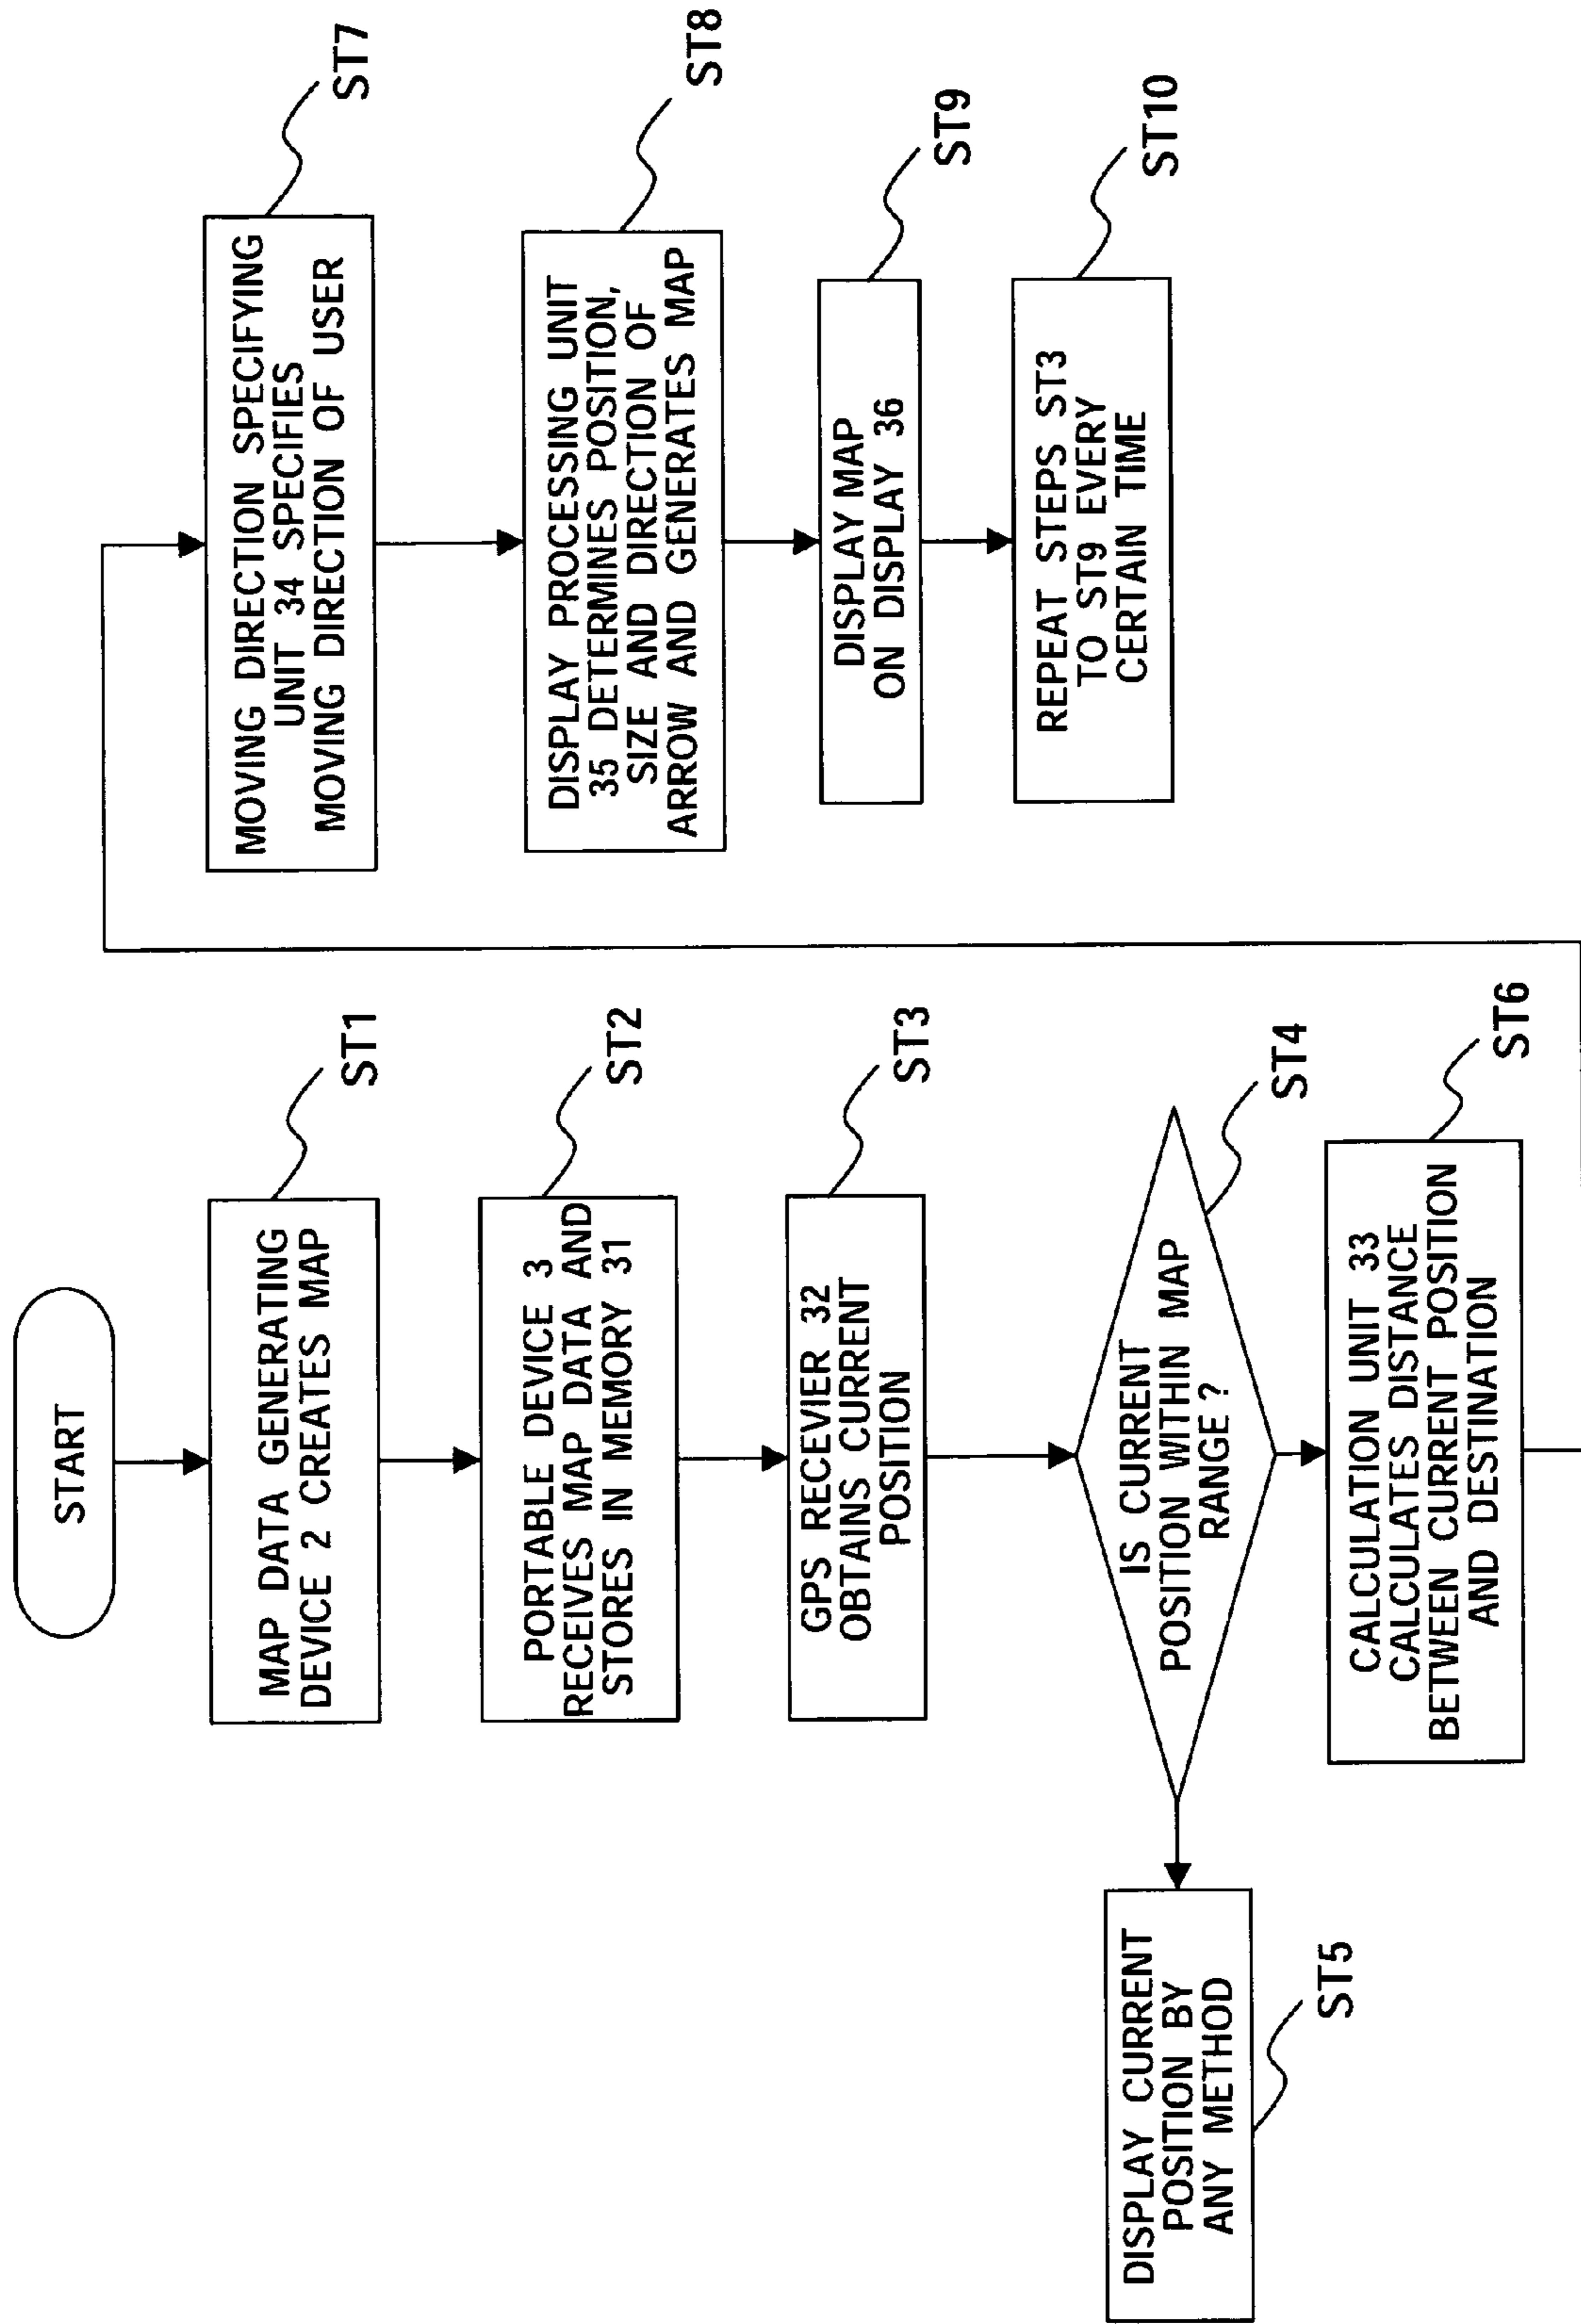 START
MAP DATA GENERATING
DEVICE 2 CREATES MAP
ST1
PORTABLE DEVICE 3
RECEIVES MAP DATA AND
STORES IN MEMORY 31
ST2
GPS RECEVIER 32
OBTAINS CURRENT
POSITION
ST3
IS CURRENT
POSITION WITHIN MAP
RANGE?
ST4
DISPLAY CURRENT
POSITION BY
ANY METHOD
ST5
CALCULATION UNIT 33
CALCULATES DISTANCE
BETWEEN CURRENT POSITION
AND DESTINATION
ST6
MOVING DIRECTION SPECIFYING
UNIT 34 SPECIFIES
MOVING DIRECTION OF USER
ST7
DISPLAY PROCESSING UNIT
35 DETERMINES POSITION,
SIZE AND DIRECTION OF
ARROW AND GENERATES MAP
ST8
DISPLAY MAP
ON DISPLAY 36
ST9
REPEAT STEPS ST3
TO ST9 EVERY
CERTAIN TIME
ST10